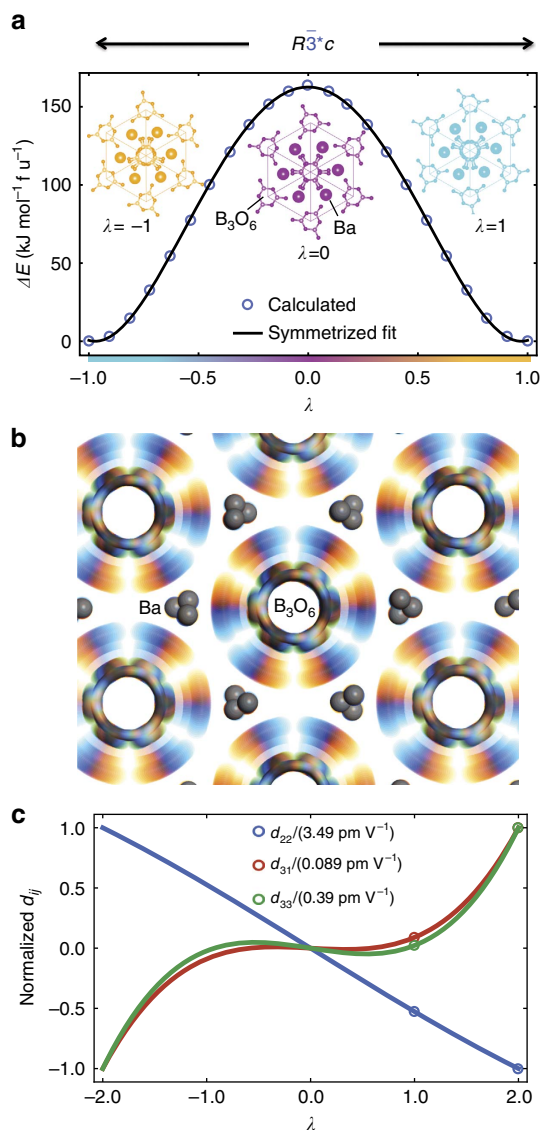 a
R3̄*c
150
100
50
0
ΔE (kJ mol⁻¹ f u⁻¹)
λ= −1
B₃O₆
λ=0
Ba
λ=1
Calculated
Symmetrized fit
−1.0 −0.5 0.0 0.5 1.0
λ
b
Ba
B₃O₆
c
1.0
0.5
0.0
−0.5
−1.0
Normalized dᵢⱼ
d₂₂/(3.49 pm V⁻¹)
d₃₁/(0.089 pm V⁻¹)
d₃₃/(0.39 pm V⁻¹)
−2.0 −1.0 0.0 1.0 2.0
λ